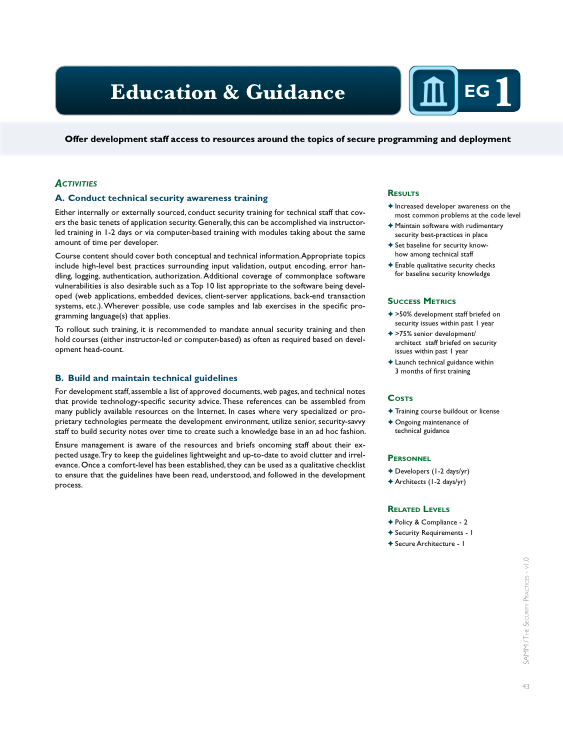 Education & Guidance
EG 1
Offer development staff access to resources around the topics of secure programming and deployment
ACTIVITIES
A. Conduct technical security awareness training
Either internally or externally sourced, conduct security training for technical staff that cov-
ers the basic tenets of application security. Generally, this can be accomplished via instructor-
led training in 1-2 days or via computer-based training with modules taking about the same
amount of time per developer.
Course content should cover both conceptual and technical information. Appropriate topics
include high-level best practices surrounding input validation, output encoding, error han-
dling, logging, authentication, authorization. Additional coverage of commonplace software
vulnerabilities is also desirable such as a Top 10 list appropriate to the software being devel-
oped (web applications, embedded devices, client-server applications, back-end transaction
systems, etc.). Wherever possible, use code samples and lab exercises in the specific pro-
gramming language(s) that applies.
To rollout such training, it is recommended to mandate annual security training and then
hold courses (either instructor-led or computer-based) as often as required based on devel-
opment head-count.
B. Build and maintain technical guidelines
For development staff, assemble a list of approved documents, web pages, and technical notes
that provide technology-specific security advice. These references can be assembled from
many publicly available resources on the Internet. In cases where very specialized or pro-
prietary technologies permeate the development environment, utilize senior, security-savvy
staff to build security notes over time to create such a knowledge base in an ad hoc fashion.
Ensure management is aware of the resources and briefs oncoming staff about their ex-
pected usage. Try to keep the guidelines lightweight and up-to-date to avoid clutter and irrel-
evance. Once a comfort-level has been established, they can be used as a qualitative checklist
to ensure that the guidelines have been read, understood, and followed in the development
process.
RESULTS
✦ Increased developer awareness on the
most common problems at the code level
✦ Maintain software with rudimentary
security best-practices in place
✦ Set baseline for security know-
how among technical staff
✦ Enable qualitative security checks
for baseline security knowledge
SUCCESS METRICS
✦ >50% development staff briefed on
security issues within past 1 year
✦ >75% senior development/
architect staff briefed on security
issues within past 1 year
✦ Launch technical guidance within
3 months of first training
COSTS
✦ Training course buildout or license
✦ Ongoing maintenance of
technical guidance
PERSONNEL
✦ Developers (1-2 days/yr)
✦ Architects (1-2 days/yr)
RELATED LEVELS
✦ Policy & Compliance - 2
✦ Security Requirements - 1
✦ Secure Architecture - 1
SAMM / THE SECURITY PRACTICES - v1.0
43